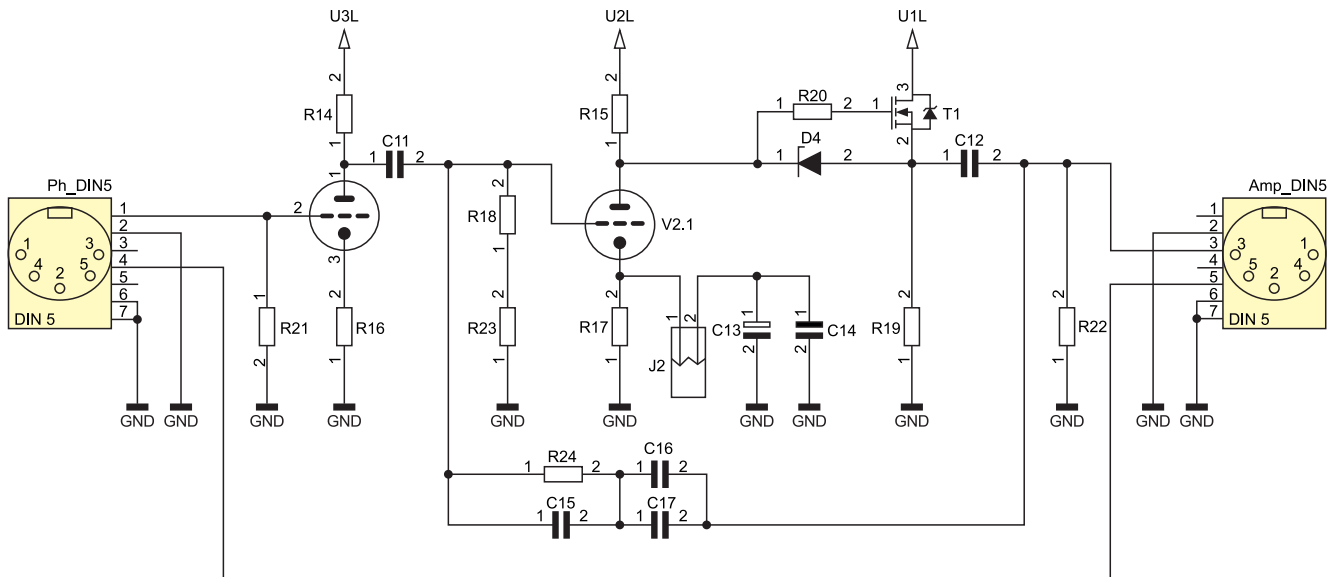 U3L U2L U1L
2 2 3
R14 R15 1 R20 2 1 T1
1 1 2
C11 D4 C12
1 2 1 2 1 2
Ph_DIN5 Amp_DIN5
1 2 1 2 1
2 R18 V2.1 2
3 1 3
4 3 4
5 5
6 6
7 7
1 3 4 5 2 3 1 5 4 2
DIN 5 DIN 5
1 2 2 2 1 2 1 1 2 2
R21 R16 R23 R17 J2 C13 C14 R19 R22
2 1 1 1 2 2 1 1
GND GND GND GND GND GND GND GND GND GND GND GND
C16
1 R24 2 1 2
C15 C17
1 2 1 2